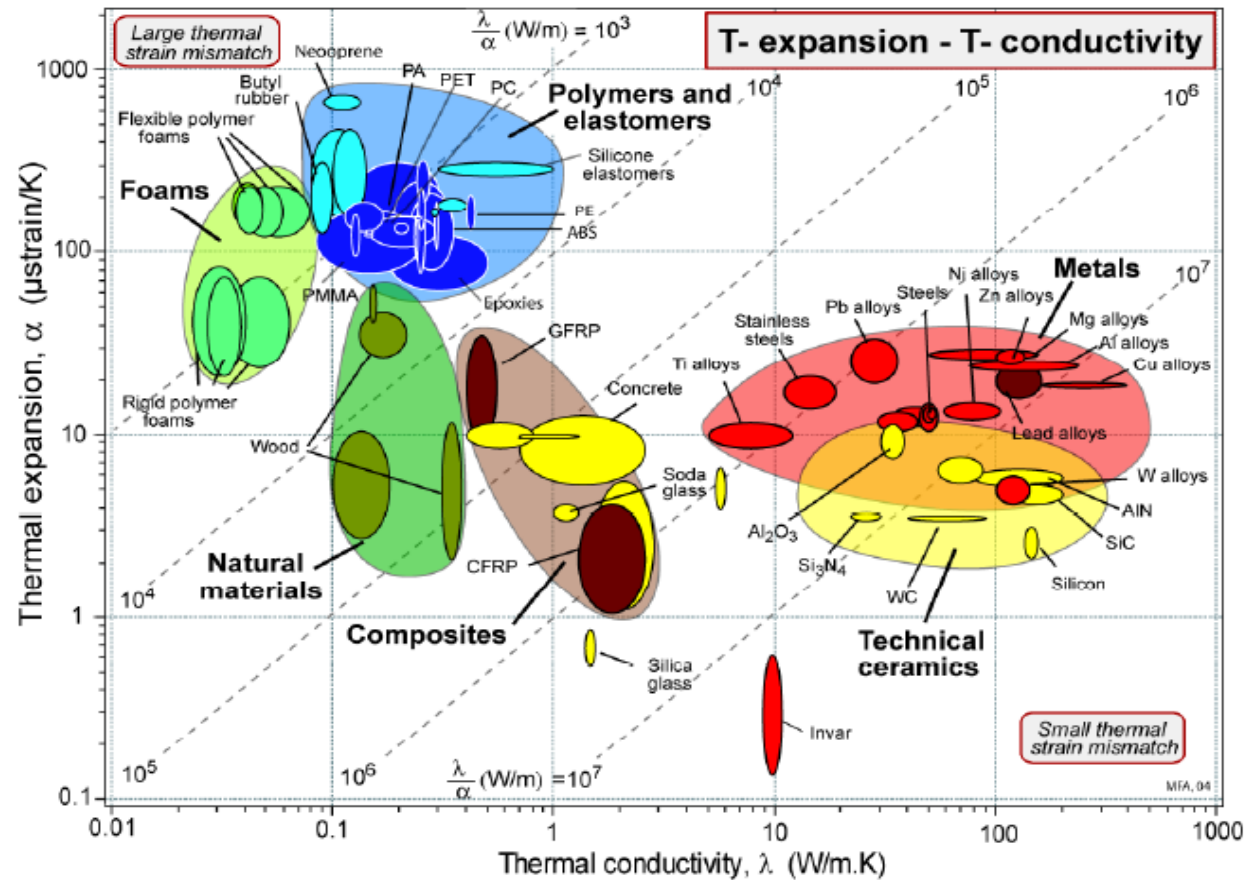 Large thermal
strain mismatch
λ/α (W/m) = 10³
T- expansion - T- conductivity
Neooprene
PA
PET
PC
10⁴
10⁵
10⁶
1000
Butyl
rubber
Polymers and
elastomers
Flexible polymer
foams
Silicone
elastomers
Foams
PE
ABS
100
PMMA
Epoxies
Ni alloys
Metals
10⁷
Steels
Zn alloys
Pb alloys
Mg alloys
Stainless
steels
Al alloys
GFRP
Ti alloys
Cu alloys
Concrete
Rigid polymer
foams
10
Wood
Lead alloys
Soda
glass
W alloys
AlN
Al₂O₃
SiC
Si₃N₄
Natural
materials
CFRP
Silicon
WC
10⁴
1
Composites
Technical
ceramics
Silica
glass
Invar
Small thermal
strain mismatch
10⁵
10⁶
λ/α (W/m) =10⁷
MFA, 04
0.1
0.01
0.1
1
10
100
1000
Thermal conductivity, λ (W/m.K)
Thermal expansion, α (µstrain/K)